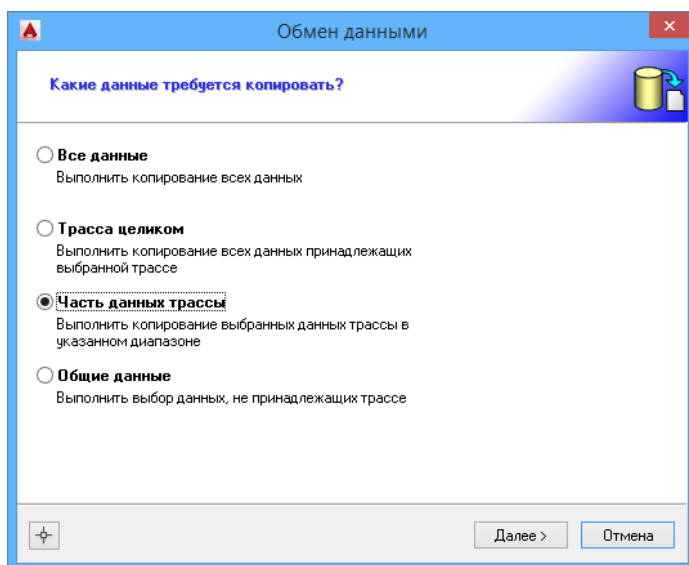 Обмен данными
Какие данные требуется копировать?
Все данные
Выполнить копирование всех данных
Трасса целиком
Выполнить копирование всех данных принадлежащих
выбранной трассе
Часть данных трассы
Выполнить копирование выбранных данных трассы в
указанном диапазоне
Общие данные
Выполнить выбор данных, не принадлежащих трассе
Далее >
Отмена